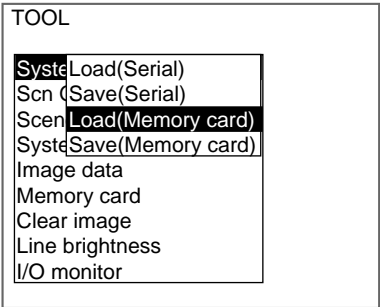 TOOL
Syste
Load(Serial)
Scn
Save(Serial)
Scen
Load(Memory card)
Syste
Save(Memory card)
Image data
Memory card
Clear image
Line brightness
I/O monitor